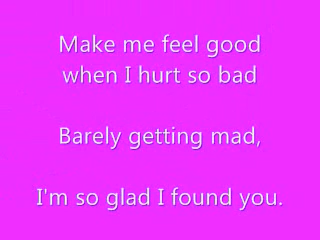 Make me feel good
when I hurt so bad
Barely getting mad,
I'm so glad I found you.